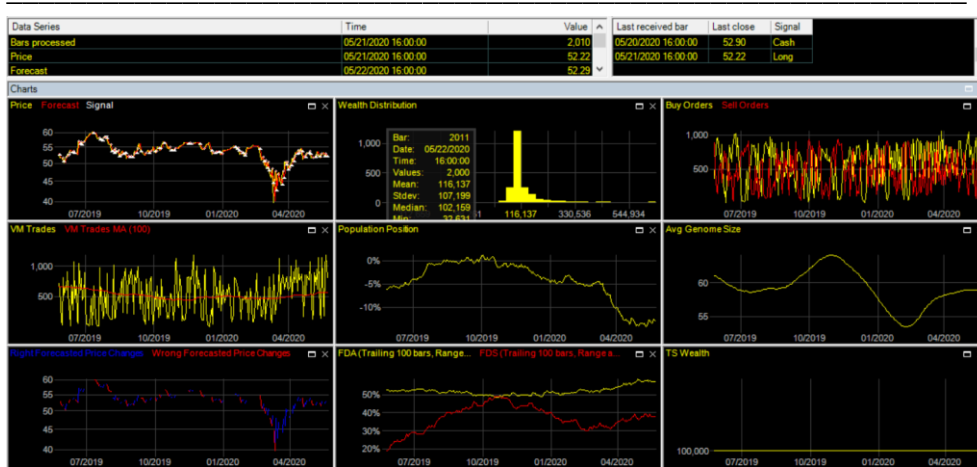 Data Series Time Value
Bars processed 05/21/2020 16:00:00 2,010
Price 05/21/2020 16:00:00 52.22
Forecast 05/22/2020 16:00:00 52.29
Last received bar Last close Signal
05/20/2020 16:00:00 52.90 Cash
05/21/2020 16:00:00 52.22 Long
Charts
Price Forecast Signal
60
55
50
45
40
07/2019 10/2019 01/2020 04/2020
Wealth Distribution
1,000
500
0
Bar: 2011
Date: 05/22/2020
Time: 16:00:00
Values: 2,000
Mean: 116,137
Stdev: 107,199
Median: 102,159
Min: 32,631
116,137 330,536 544,934
Buy Orders Sell Orders
1,000
500
07/2019 10/2019 01/2020 04/2020
VM Trades VM Trades MA (100)
1,000
500
07/2019 10/2019 01/2020 04/2020
Population Position
0%
-5%
-10%
07/2019 10/2019 01/2020 04/2020
Avg Genome Size
60
55
07/2019 10/2019 01/2020 04/2020
Right Forecasted Price Changes Wrong Forecasted Price Changes
60
55
50
45
40
07/2019 10/2019 01/2020 04/2020
FDA (Trailing 100 bars, Range... FDS (Trailing 100 bars, Range a...
50%
40%
30%
20%
07/2019 10/2019 01/2020 04/2020
TS Wealth
100,000
07/2019 10/2019 01/2020 04/2020